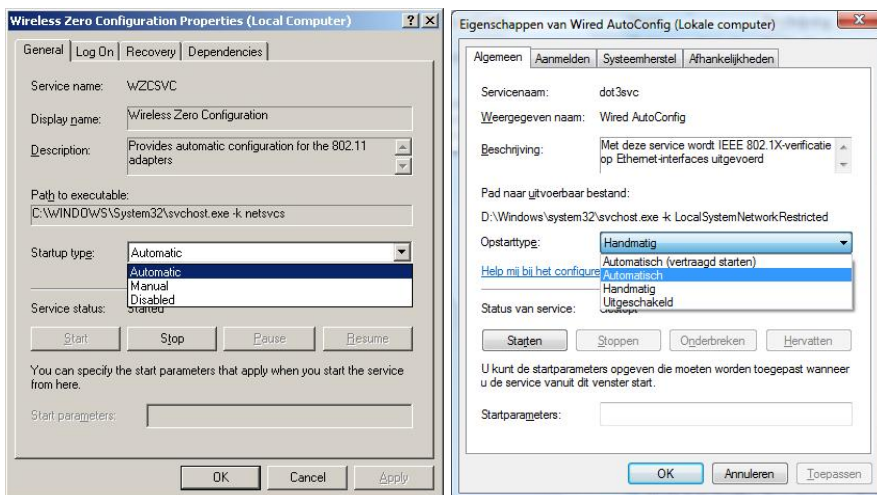 Wireless Zero Configuration Properties (Local Computer)
General Log On Recovery Dependencies
Service name: WZCSVC
Display name: Wireless Zero Configuration
Description: Provides automatic configuration for the 802.11
adapters
Path to executable:
C:\WINDOWS\System32\svchost.exe -k netsvcs
Startup type: Automatic
Automatic
Manual
Disabled
Service status: Started
Start Stop Pause Resume
You can specify the start parameters that apply when you start the service
from here.
Start parameters:
OK Cancel Apply
Eigenschappen van Wired AutoConfig (Lokale computer)
Algemeen Aanmelden Systeemherstel Afhankelijkheden
Servicenaam: dot3svc
Weergegeven naam: Wired AutoConfig
Beschrijving: Met deze service wordt IEEE 802.1X-verificatie
op Ethernet-interfaces uitgevoerd
Pad naar uitvoerbaar bestand:
D:\Windows\system32\svchost.exe -k LocalSystemNetworkRestricted
Opstarttype: Handmatig
Automatisch (vertraagd starten)
Help mij bij het configure Automatisch
Handmatig
Uitgeschakeld
Status van service: Gestopt
Starten Stoppen Onderbreken Hervatten
U kunt de startparameters opgeven die moeten worden toegepast wanneer
u de service vanuit dit venster start.
Startparameters:
OK Annuleren Toepassen